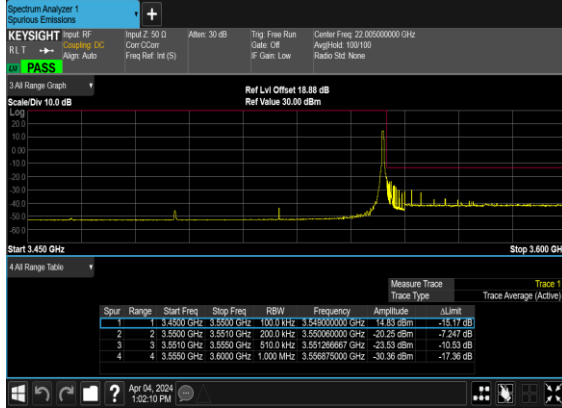 Spectrum Analyzer 1
Spurious Emissions
KEYSIGHT Input: RF Input Z: 50 Ω Atten: 30 dB Trig: Free Run Center Freq: 22.005000000 GHz
RLT Coupling: DC Corr CCorr Gate: Off Avg|Hold: 100/100
Align: Auto Freq Ref: Int (S) IF Gain: Low Radio Std: None
PASS
3 All Range Graph
Ref Lvl Offset 18.88 dB
Scale/Div 10.0 dB Ref Value 30.00 dBm
Log
20.0
10.0
0.00
-10.0
-20.0
-30.0
-40.0
-50.0
-60.0
Start 3.450 GHz Stop 3.600 GH
4 All Range Table
Measure Trace Trace 1
Trace Type Trace Average (Active)
Spur Range Start Freq Stop Freq RBW Frequency Amplitude ΔLimit
1 1 3.4500 GHz 3.5500 GHz 100.0 kHz 3.549000000 GHz 14.83 dBm -15.17 dB
2 2 3.5500 GHz 3.5510 GHz 200.0 kHz 3.550060000 GHz -20.25 dBm -7.247 dB
3 3 3.5510 GHz 3.5550 GHz 510.0 kHz 3.551266667 GHz -23.53 dBm -10.53 dB
4 4 3.5550 GHz 3.6000 GHz 1.000 MHz 3.556875000 GHz -30.36 dBm -17.36 dB
Apr 04, 2024
1:02:10 PM